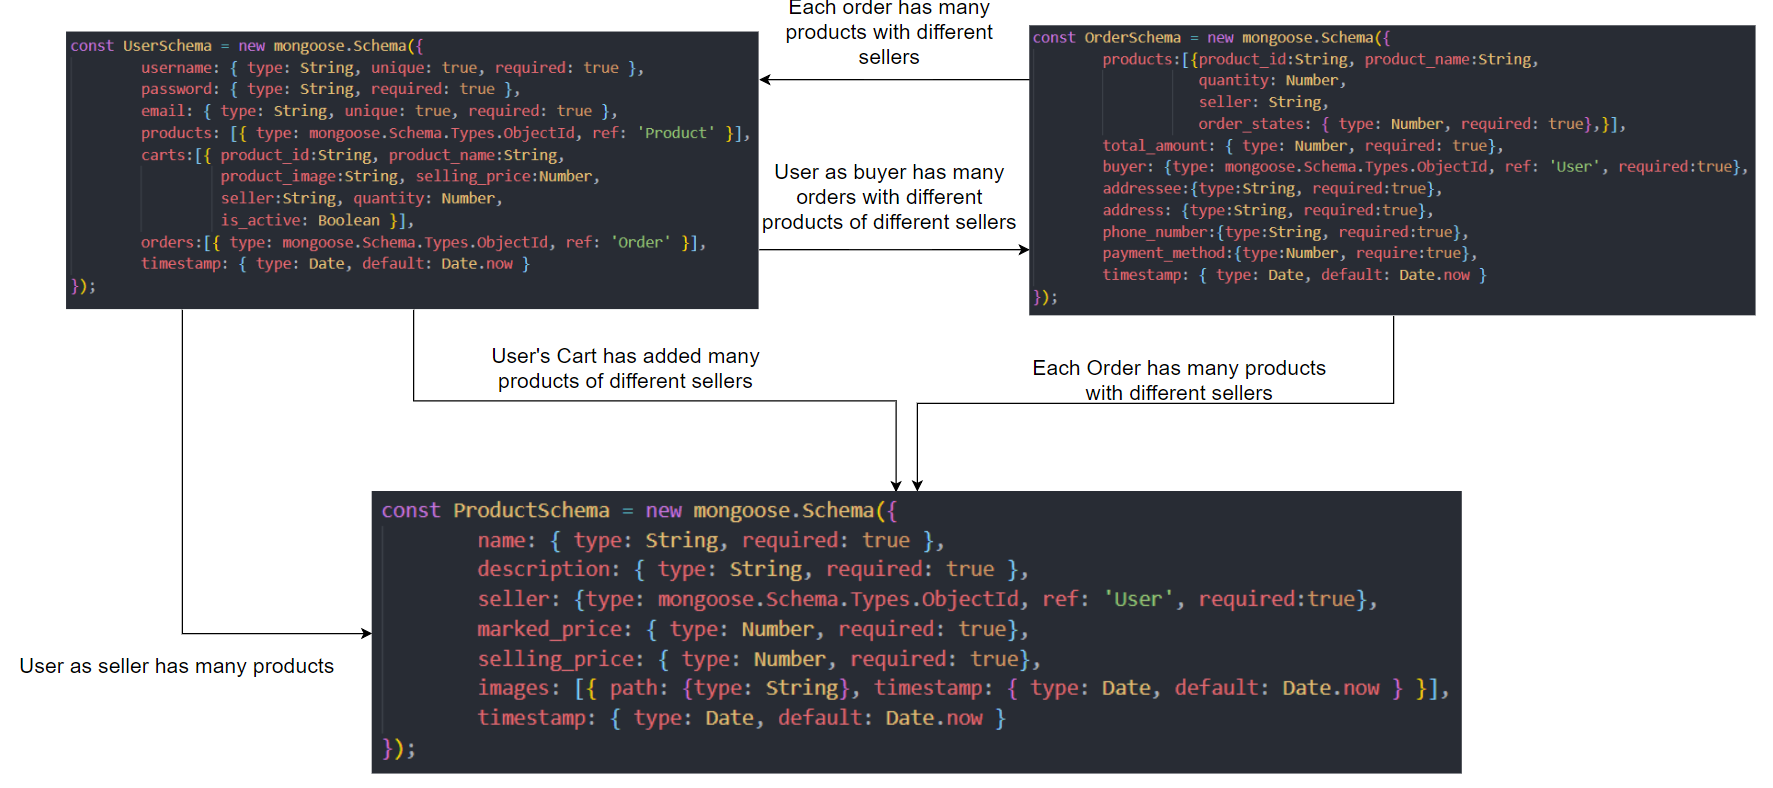 Each order has many
products with different
sellers
const UserSchema = new mongoose.Schema({
username: { type: String, unique: true, required: true },
password: { type: String, required: true },
email: { type: String, unique: true, required: true },
products: [{ type: mongoose.Schema.Types.ObjectId, ref: 'Product' }],
carts:[{ product_id:String, product_name:String,
product_image:String, selling_price:Number,
seller:String, quantity: Number,
is_active: Boolean }],
orders:[{ type: mongoose.Schema.Types.ObjectId, ref: 'Order' }],
timestamp: { type: Date, default: Date.now }
});
User as buyer has many
orders with different
products of different sellers
const OrderSchema = new mongoose.Schema({
products:[{product_id:String, product_name:String,
quantity: Number,
seller: String,
order_states: { type: Number, required: true},}],
total_amount: { type: Number, required: true},
buyer: {type: mongoose.Schema.Types.ObjectId, ref: 'User', required:true},
addressee:{type:String, required:true},
address: {type:String, required:true},
phone_number:{type:String, required:true},
payment_method:{type:Number, require:true},
timestamp: { type: Date, default: Date.now }
});
User's Cart has added many
products of different sellers
Each Order has many products
with different sellers
User as seller has many products
const ProductSchema = new mongoose.Schema({
name: { type: String, required: true },
description: { type: String, required: true },
seller: {type: mongoose.Schema.Types.ObjectId, ref: 'User', required:true},
marked_price: { type: Number, required: true},
selling_price: { type: Number, required: true},
images: [{ path: {type: String}, timestamp: { type: Date, default: Date.now } }],
timestamp: { type: Date, default: Date.now }
});